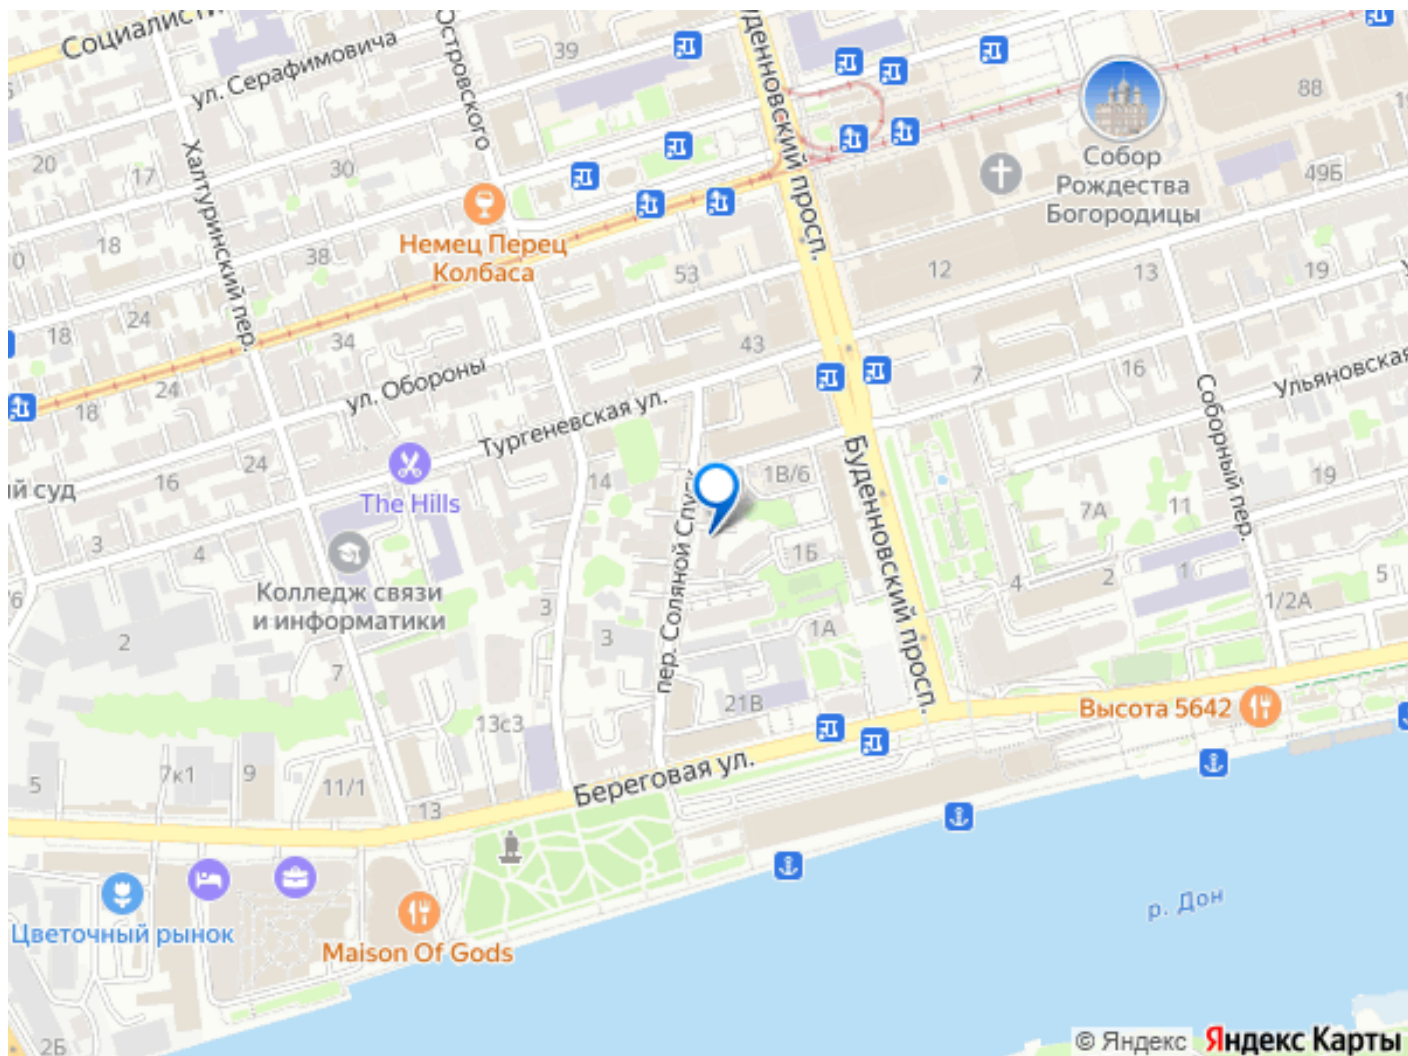 Социалисти
ул. Серафимовича
Островского
39
Буденновский просп.
88
20
17
30
Халтуринский пер.
Собор
Рождества
Богородицы
49Б
18
38
Немец Перец
Колбаса
53
12
13
19
18
24
34
43
16
7
24
18
ул. Обороны
Тургеневская ул.
Соборный пер.
Ульяновская
ий суд
16
24
The Hills
14
1В/6
19
11
7А
3
4
Колледж связи
и информатики
пер. Соляной Спуск
1Б
Буденновский просп.
4
2
1
5
1/2А
2
3
3
1А
7
21В
13с3
Высота 5642
5
7к1
9
11/1
13
Береговая ул.
Цветочный рынок
Maison Of Gods
р. Дон
2Б
© Яндекс
Яндекс Карты